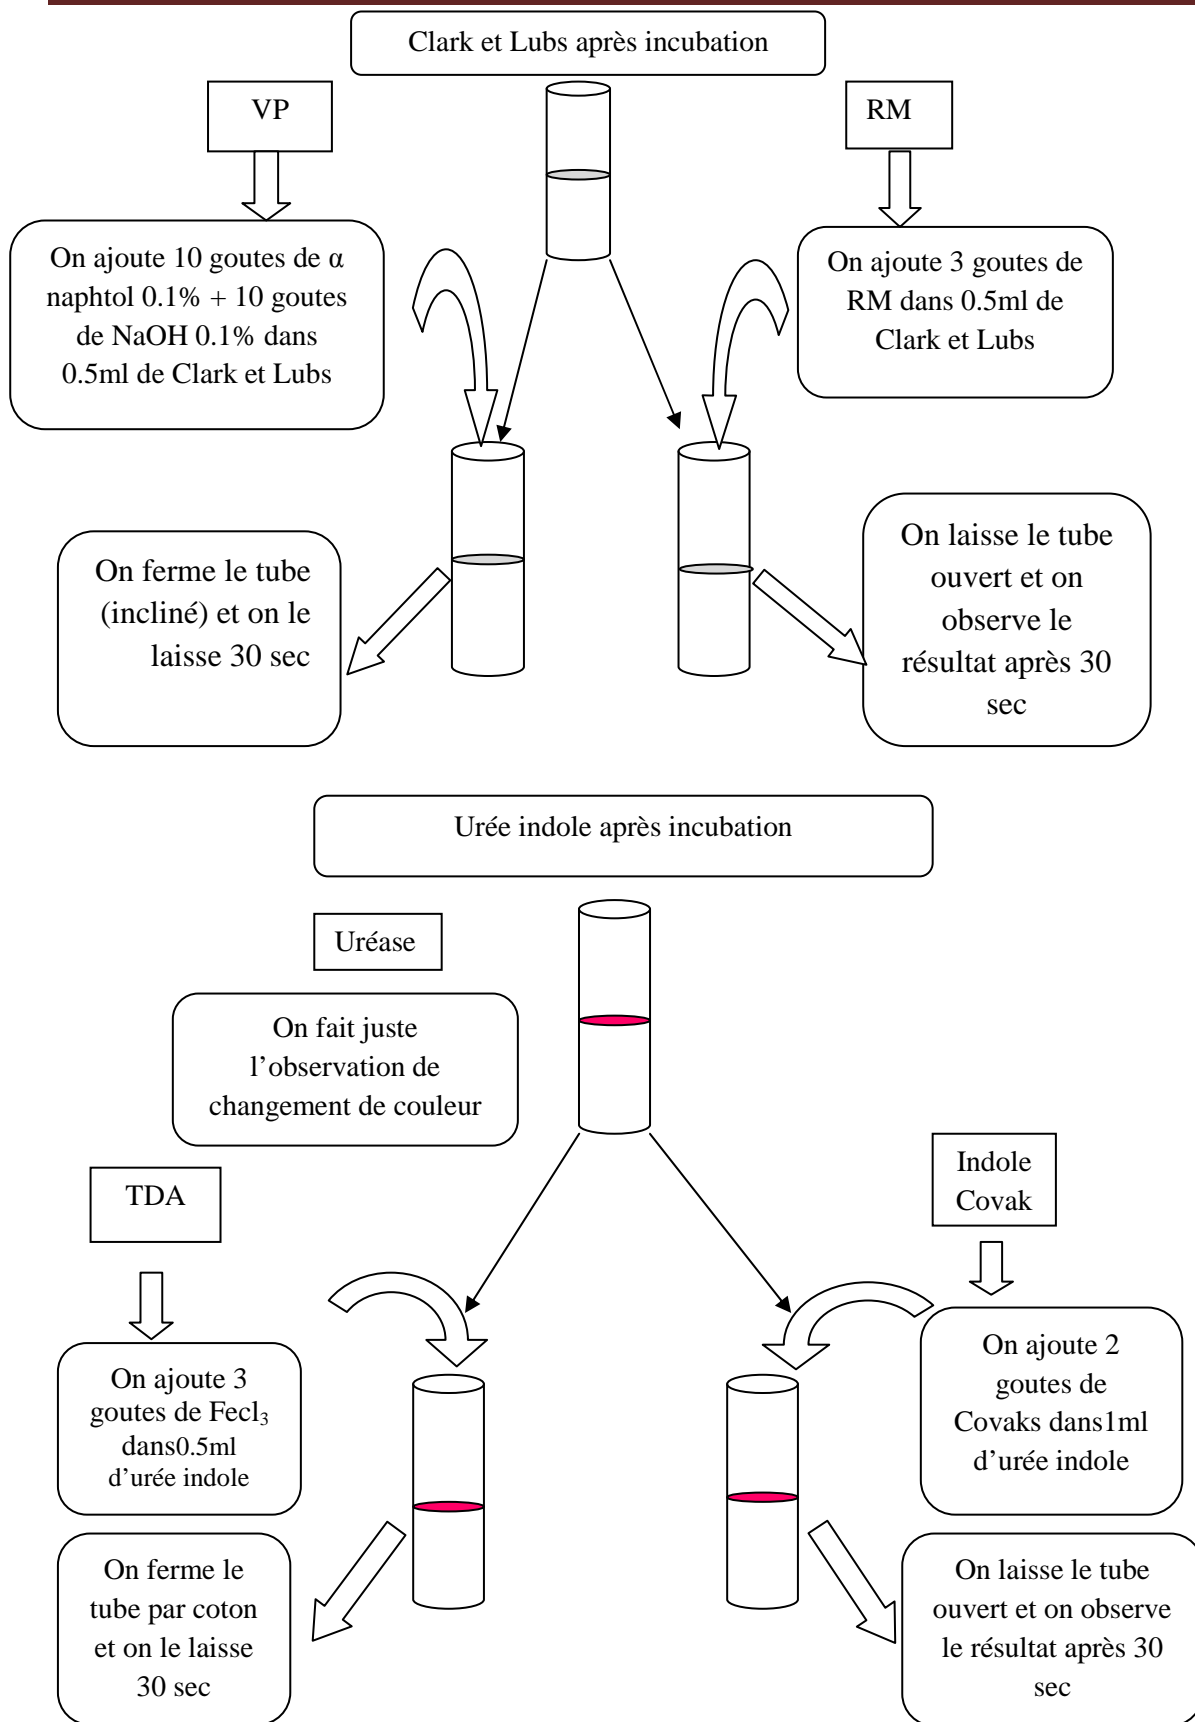 Clark et Lubs après incubation
VP
RM
On ajoute 10 goutes de α
naphtol 0.1% + 10 goutes
de NaOH 0.1% dans
0.5ml de Clark et Lubs
On ajoute 3 goutes de
RM dans 0.5ml de
Clark et Lubs
On ferme le tube
(incliné) et on le
laisse 30 sec
On laisse le tube
ouvert et on
observe le
résultat après 30
sec
Urée indole après incubation
Uréase
On fait juste
l’observation de
changement de couleur
TDA
Indole
Covak
On ajoute 3
goutes de Fecl₃
dans0.5ml
d’urée indole
On ajoute 2
goutes de
Covaks dans1ml
d’urée indole
On ferme le
tube par coton
et on le laisse
30 sec
On laisse le tube
ouvert et on observe
le résultat après 30
sec